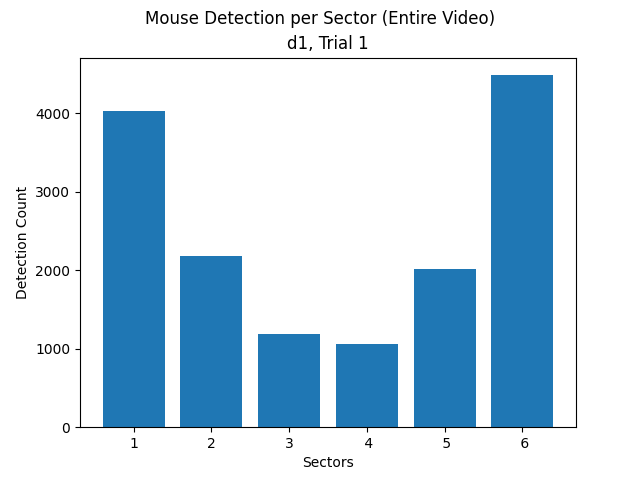 Mouse Detection per Sector (Entire Video)
d1, Trial 1
4000
3000
2000
1000
0
Detection Count
1 2 3 4 5 6
Sectors